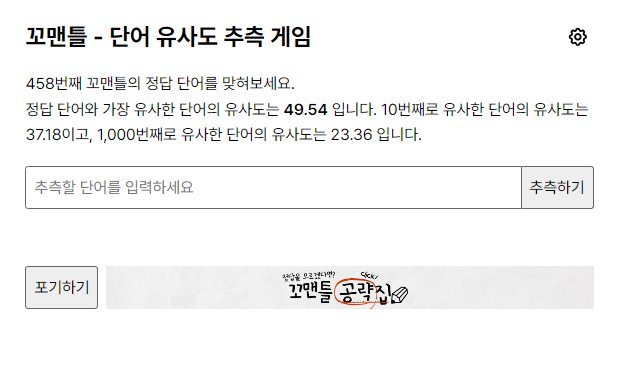 꼬맨틀 - 단어 유사도 추측 게임
458번째 꼬맨틀의 정답 단어를 맞혀보세요.
정답 단어와 가장 유사한 단어의 유사도는 49.54 입니다. 10번째로 유사한 단어의 유사도는
37.18이고, 1,000번째로 유사한 단어의 유사도는 23.36 입니다.
추측할 단어를 입력하세요
추측하기
포기하기
정답을 모르겠다면?
Click!
꼬맨틀 공략집